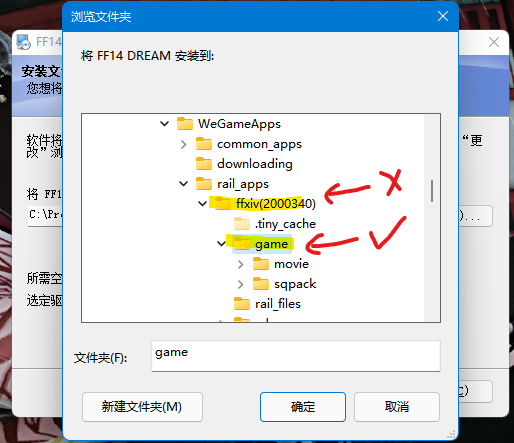 浏览文件夹
FF14
安装文
您想将
软件将
改”浏
“更
将 FF1
C:\Pro
)...
所需空
选定驱
将 FF14 DREAM 安装到:
WeGameApps
common_apps
downloading
rail_apps
ffxiv(2000340)
.tiny_cache
game
movie
sqpack
rail_files
文件夹(F):
game
新建文件夹(M)
确定
取消